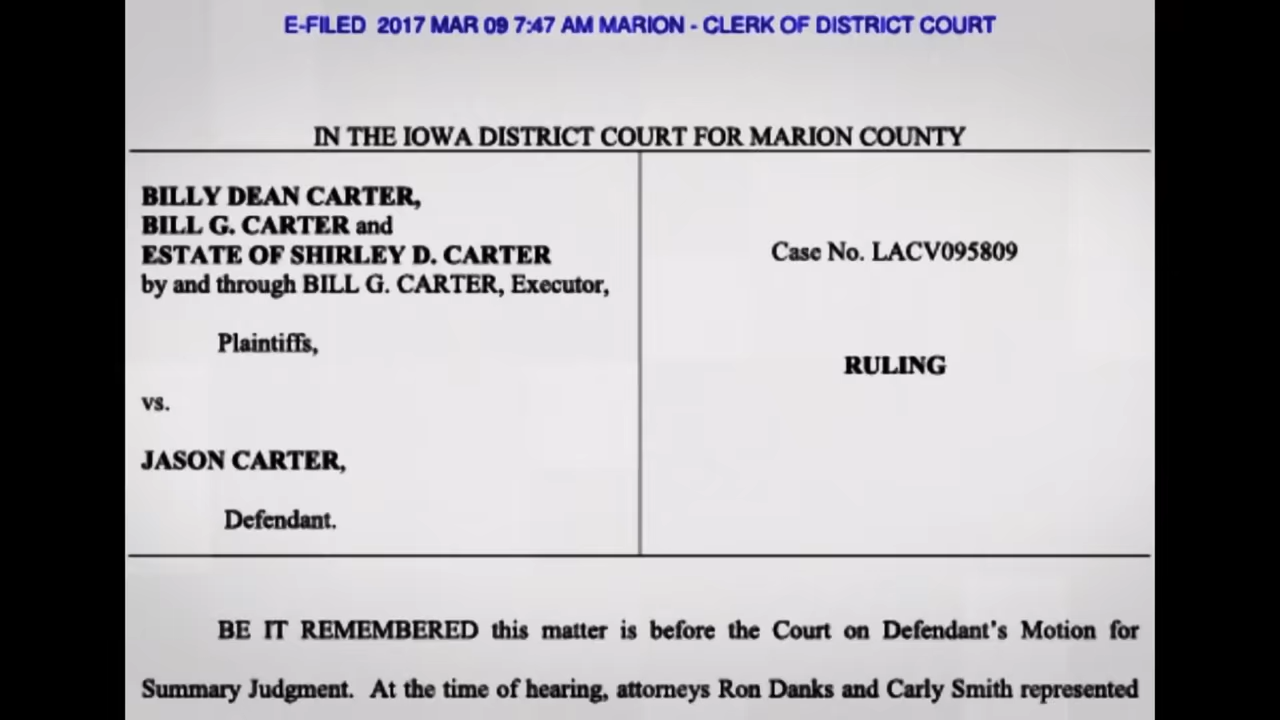 E-FILED 2017 MAR 09 7:47 AM MARION - CLERK OF DISTRICT COURT
IN THE IOWA DISTRICT COURT FOR MARION COUNTY
BILLY DEAN CARTER,
BILL G. CARTER and
ESTATE OF SHIRLEY D. CARTER
by and through BILL G. CARTER, Executor,
Plaintiffs,
vs.
JASON CARTER,
Defendant.
Case No. LACV095809
RULING
BE IT REMEMBERED this matter is before the Court on Defendant's Motion for
Summary Judgment. At the time of hearing, attorneys Ron Danks and Carly Smith represented